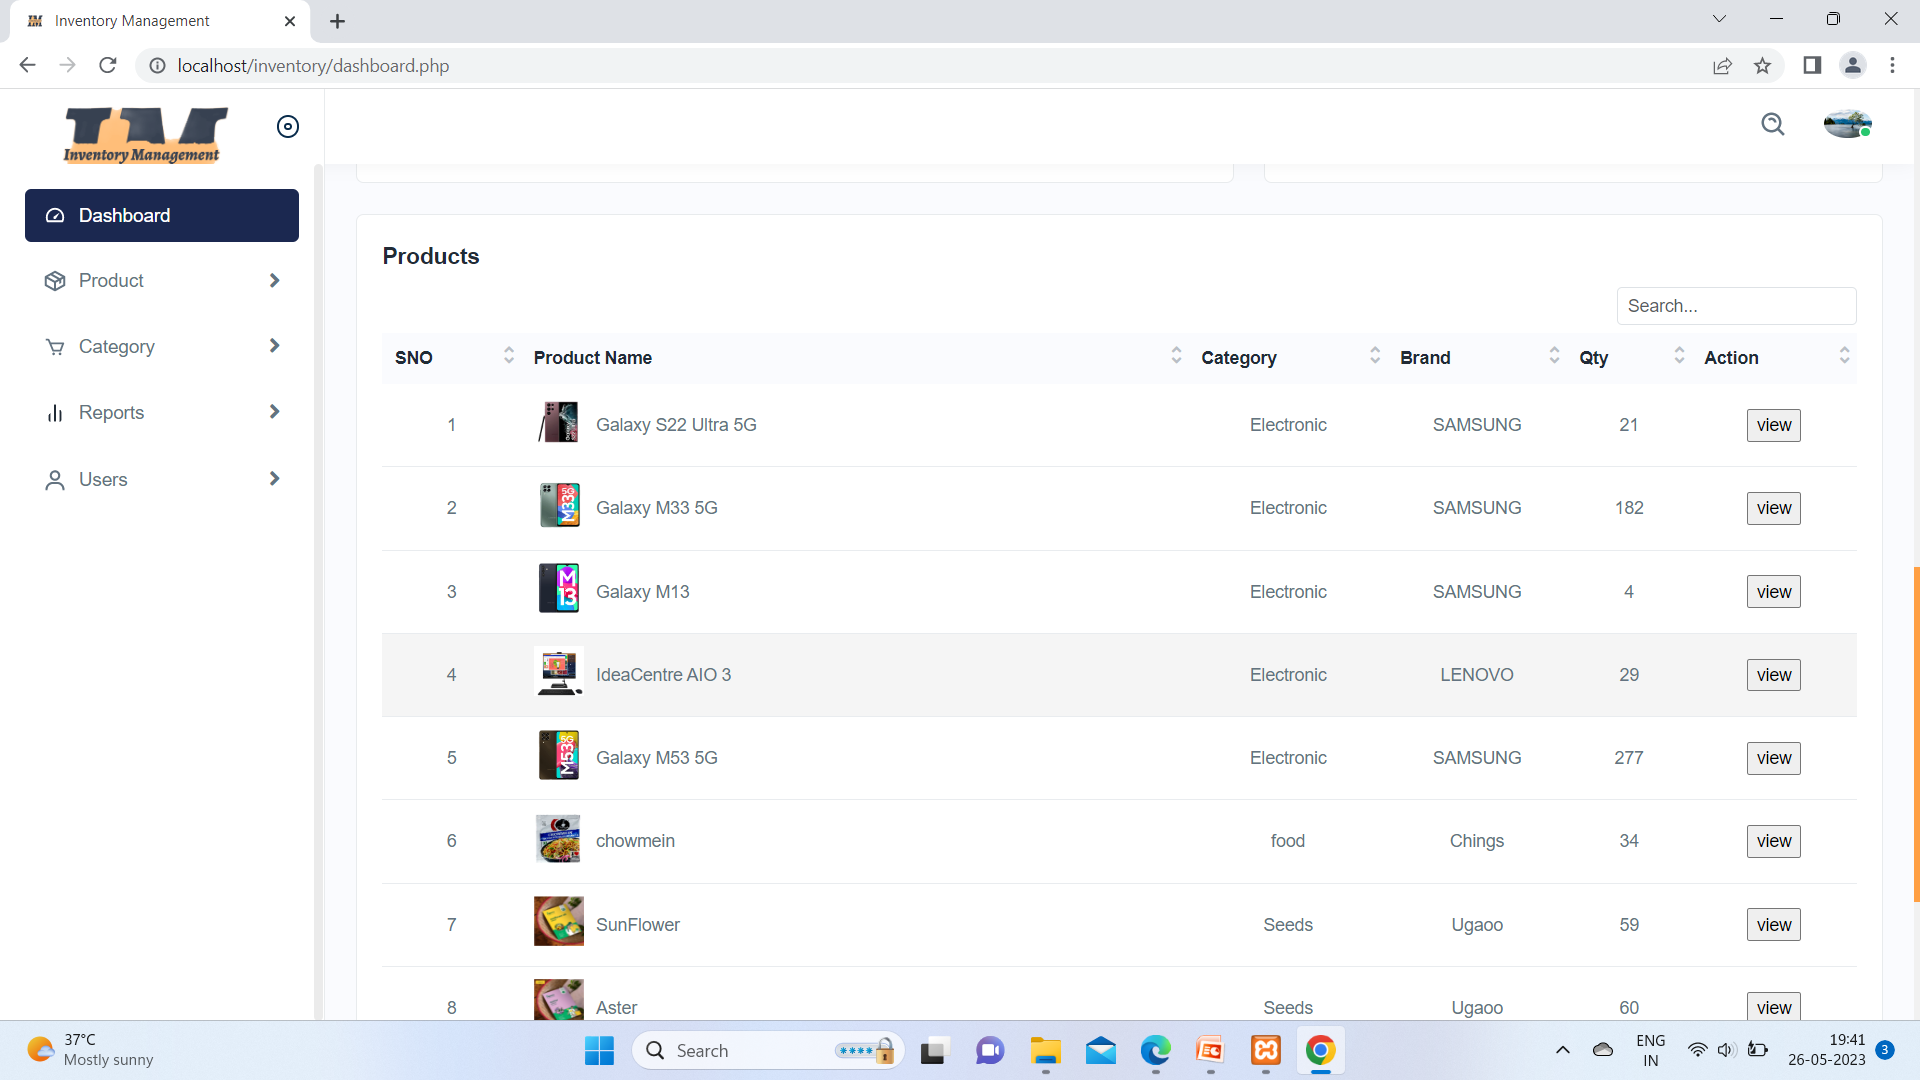 Inventory Management
localhost/inventory/dashboard.php
IM
Inventory Management
Dashboard
Product
Category
Reports
Users
Products
Search...
SNO Product Name Category Brand Qty Action
1 Galaxy S22 Ultra 5G Electronic SAMSUNG 21 view
2 Galaxy M33 5G Electronic SAMSUNG 182 view
3 Galaxy M13 Electronic SAMSUNG 4 view
4 IdeaCentre AIO 3 Electronic LENOVO 29 view
5 Galaxy M53 5G Electronic SAMSUNG 277 view
6 chowmein food Chings 34 view
7 SunFlower Seeds Ugaoo 59 view
8 Aster Seeds Ugaoo 60 view
37°C
Mostly sunny
Search
ENG
IN
19:41
26-05-2023
3